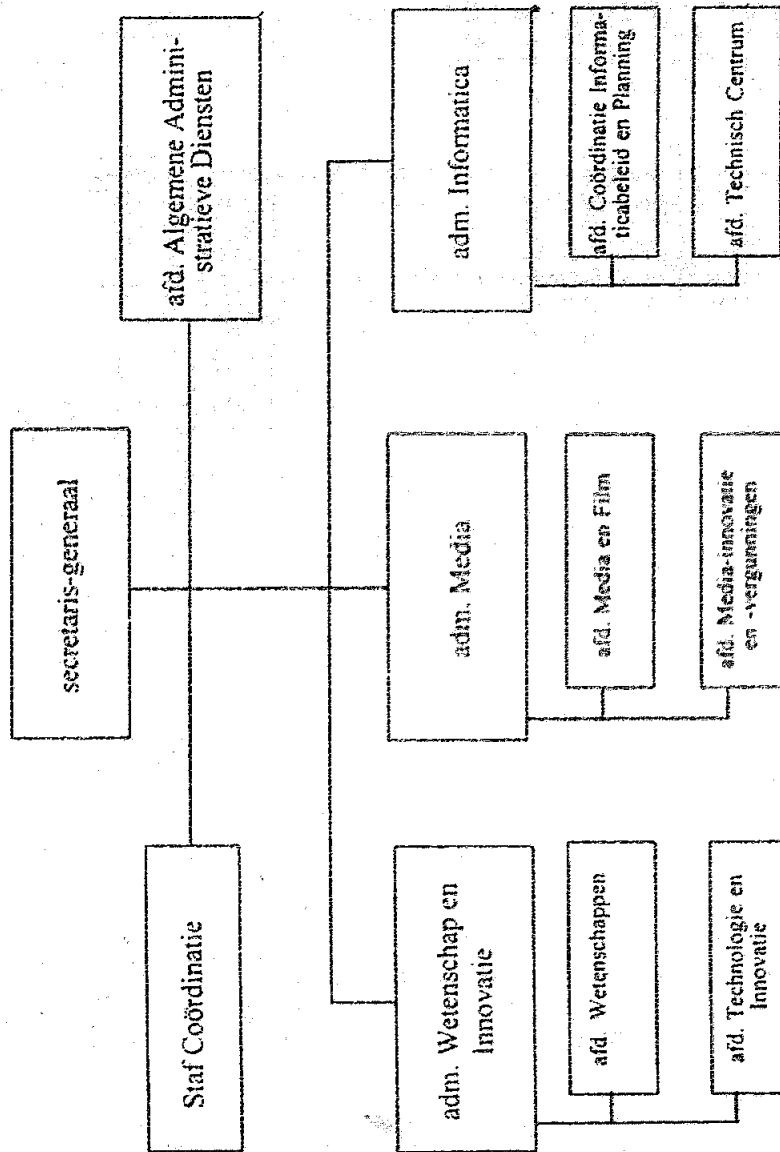 secretaris-generaal
Staf Coördinatie
afd. Algemene Admini-
stratieve Diensten
adm. Wetenschap en
Innovatie
afd. Wetenschappen
afd. Technologie en
Innovatie
adm. Media
afd. Media en Film
afd. Media-innovatie
en -vergunningen
adm. Informatica
afd. Coördinatie Informa-
ticabeleid en Planning
afd. Technisch Centrum